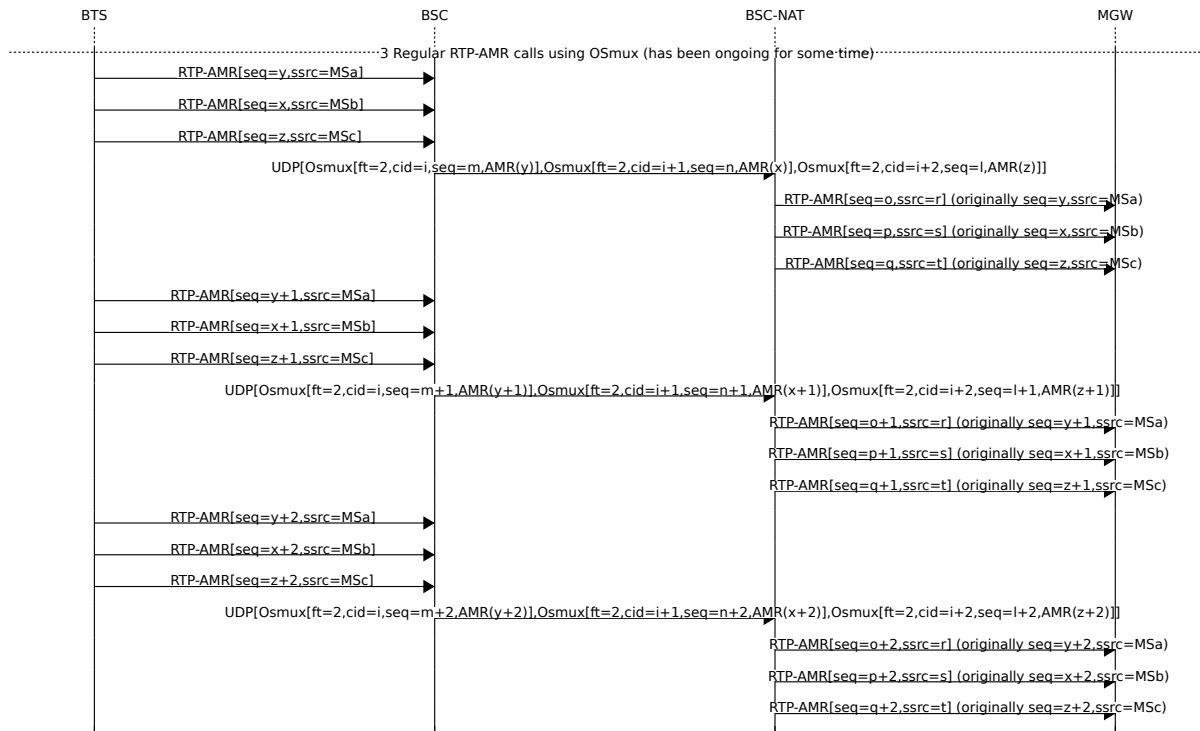 BTS BSC BSC-NAT MGW
3 Regular RTP-AMR calls using OSmux (has been ongoing for some time)
RTP-AMR[seq=y,ssrc=MSa]
RTP-AMR[seq=x,ssrc=MSb]
RTP-AMR[seq=z,ssrc=MSc]
UDP[Osmux[ft=2,cid=i,seq=m,AMR(y)],Osmux[ft=2,cid=i+1,seq=n,AMR(x)],Osmux[ft=2,cid=i+2,seq=l,AMR(z)]]
RTP-AMR[seq=o,ssrc=r] (originally seq=y,ssrc=MSa)
RTP-AMR[seq=p,ssrc=s] (originally seq=x,ssrc=MSb)
RTP-AMR[seq=q,ssrc=t] (originally seq=z,ssrc=MSc)
RTP-AMR[seq=y+1,ssrc=MSa]
RTP-AMR[seq=x+1,ssrc=MSb]
RTP-AMR[seq=z+1,ssrc=MSc]
UDP[Osmux[ft=2,cid=i,seq=m+1,AMR(y+1)],Osmux[ft=2,cid=i+1,seq=n+1,AMR(x+1)],Osmux[ft=2,cid=i+2,seq=l+1,AMR(z+1)]]
RTP-AMR[seq=o+1,ssrc=r] (originally seq=y+1,ssrc=MSa)
RTP-AMR[seq=p+1,ssrc=s] (originally seq=x+1,ssrc=MSb)
RTP-AMR[seq=q+1,ssrc=t] (originally seq=z+1,ssrc=MSc)
RTP-AMR[seq=y+2,ssrc=MSa]
RTP-AMR[seq=x+2,ssrc=MSb]
RTP-AMR[seq=z+2,ssrc=MSc]
UDP[Osmux[ft=2,cid=i,seq=m+2,AMR(y+2)],Osmux[ft=2,cid=i+1,seq=n+2,AMR(x+2)],Osmux[ft=2,cid=i+2,seq=l+2,AMR(z+2)]]
RTP-AMR[seq=o+2,ssrc=r] (originally seq=y+2,ssrc=MSa)
RTP-AMR[seq=p+2,ssrc=s] (originally seq=x+2,ssrc=MSb)
RTP-AMR[seq=q+2,ssrc=t] (originally seq=z+2,ssrc=MSc)